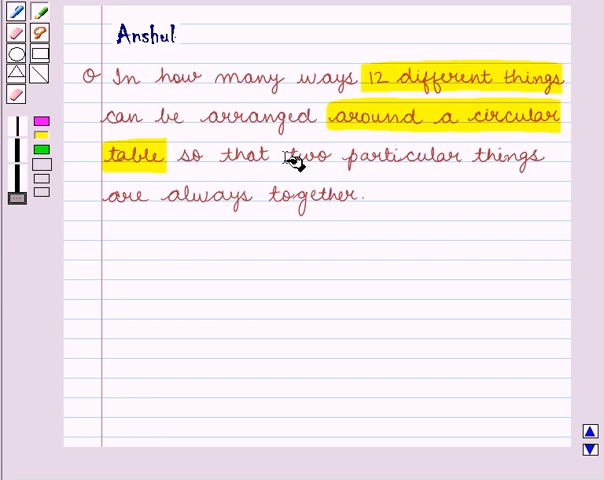 Anshul
Q In how many ways 12 different things
can be arranged around a circular
table so that two particular things
are always together.